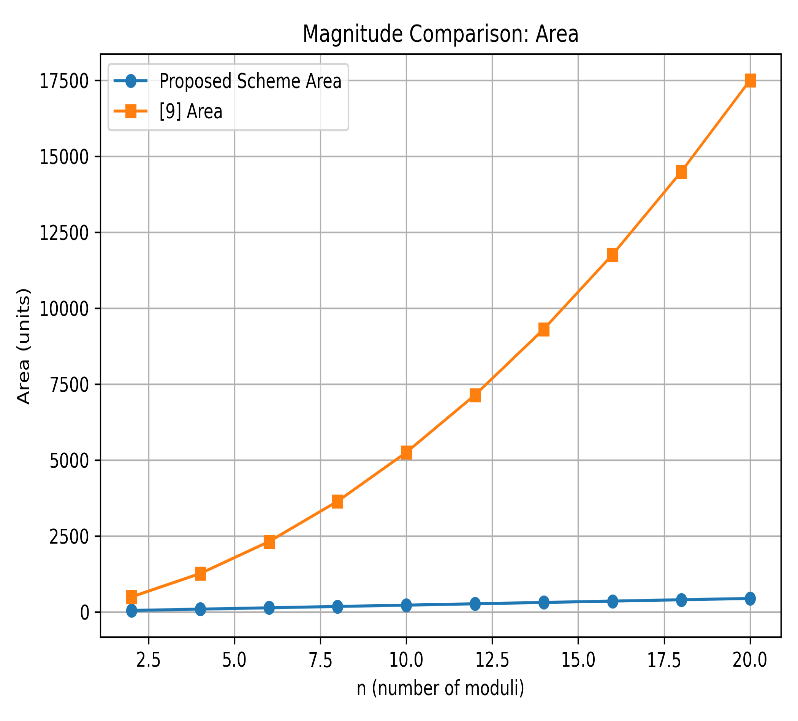 Magnitude Comparison: Area
Proposed Scheme Area
[9] Area
17500
15000
12500
10000
7500
5000
2500
0
Area (units)
2.5 5.0 7.5 10.0 12.5 15.0 17.5 20.0
n (number of moduli)